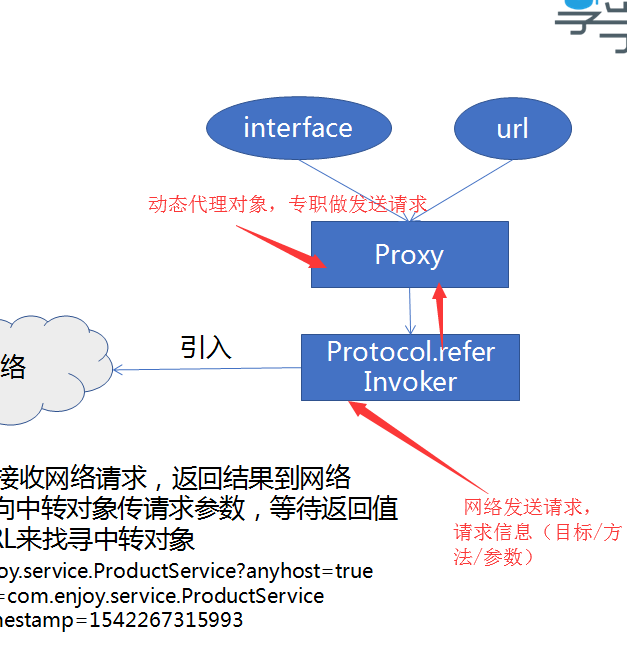 interface
url
动态代理对象，专职做发送请求
Proxy
Protocol.refer
Invoker
引入
络
接收网络请求，返回结果到网络
向中转对象传请求参数，等待返回值
RL来找寻中转对象
网络发送请求，
请求信息（目标/方
法/参数）
oy.service.ProductService?anyhost=true
=com.enjoy.service.ProductService
nestamp=1542267315993